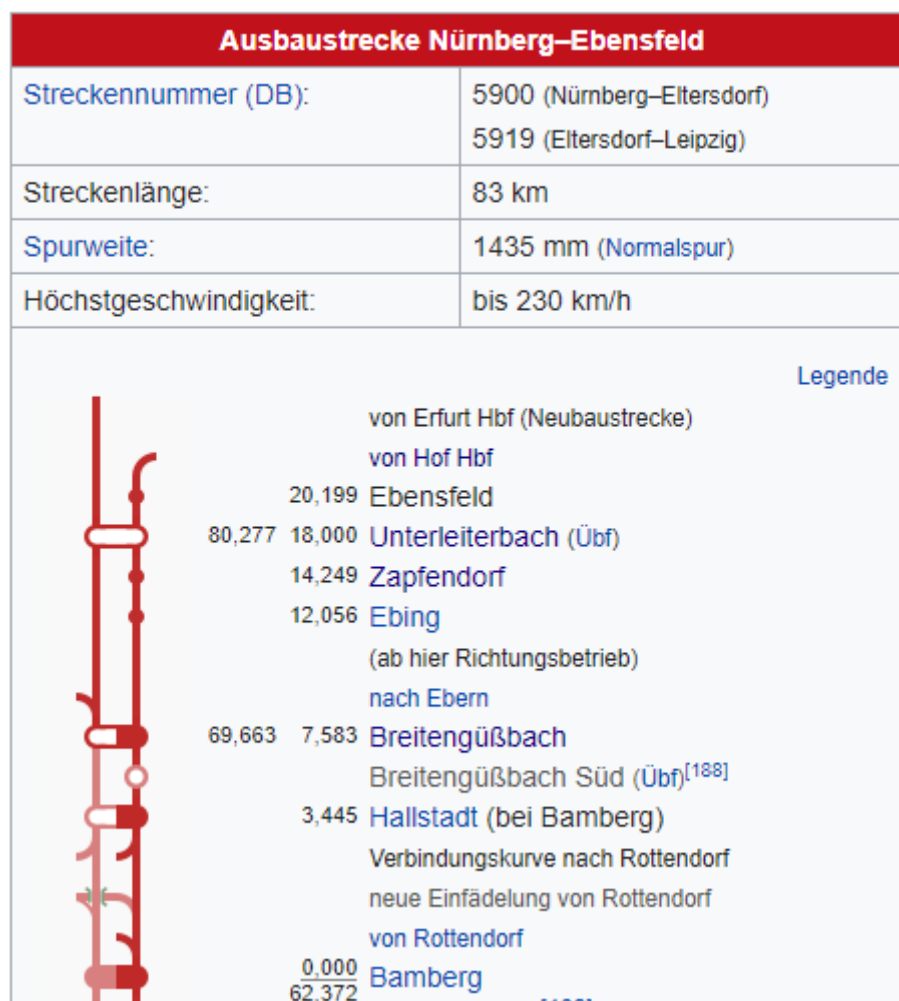 Ausbaustrecke Nürnberg–Ebensfeld
Streckennummer (DB): 5900 (Nürnberg–Eltersdorf)
5919 (Eltersdorf–Leipzig)
Streckenlänge: 83 km
Spurweite: 1435 mm (Normalspur)
Höchstgeschwindigkeit: bis 230 km/h
Legende
von Erfurt Hbf (Neubaustrecke)
von Hof Hbf
20,199 Ebensfeld
80,277 18,000 Unterleiterbach (Übf)
14,249 Zapfendorf
12,056 Ebing
(ab hier Richtungsbetrieb)
nach Ebern
69,663 7,583 Breitengüßbach
Breitengüßbach Süd (Übf)[188]
3,445 Hallstadt (bei Bamberg)
Verbindungskurve nach Rottendorf
neue Einfädelung von Rottendorf
von Rottendorf
0,000 Bamberg
62,372